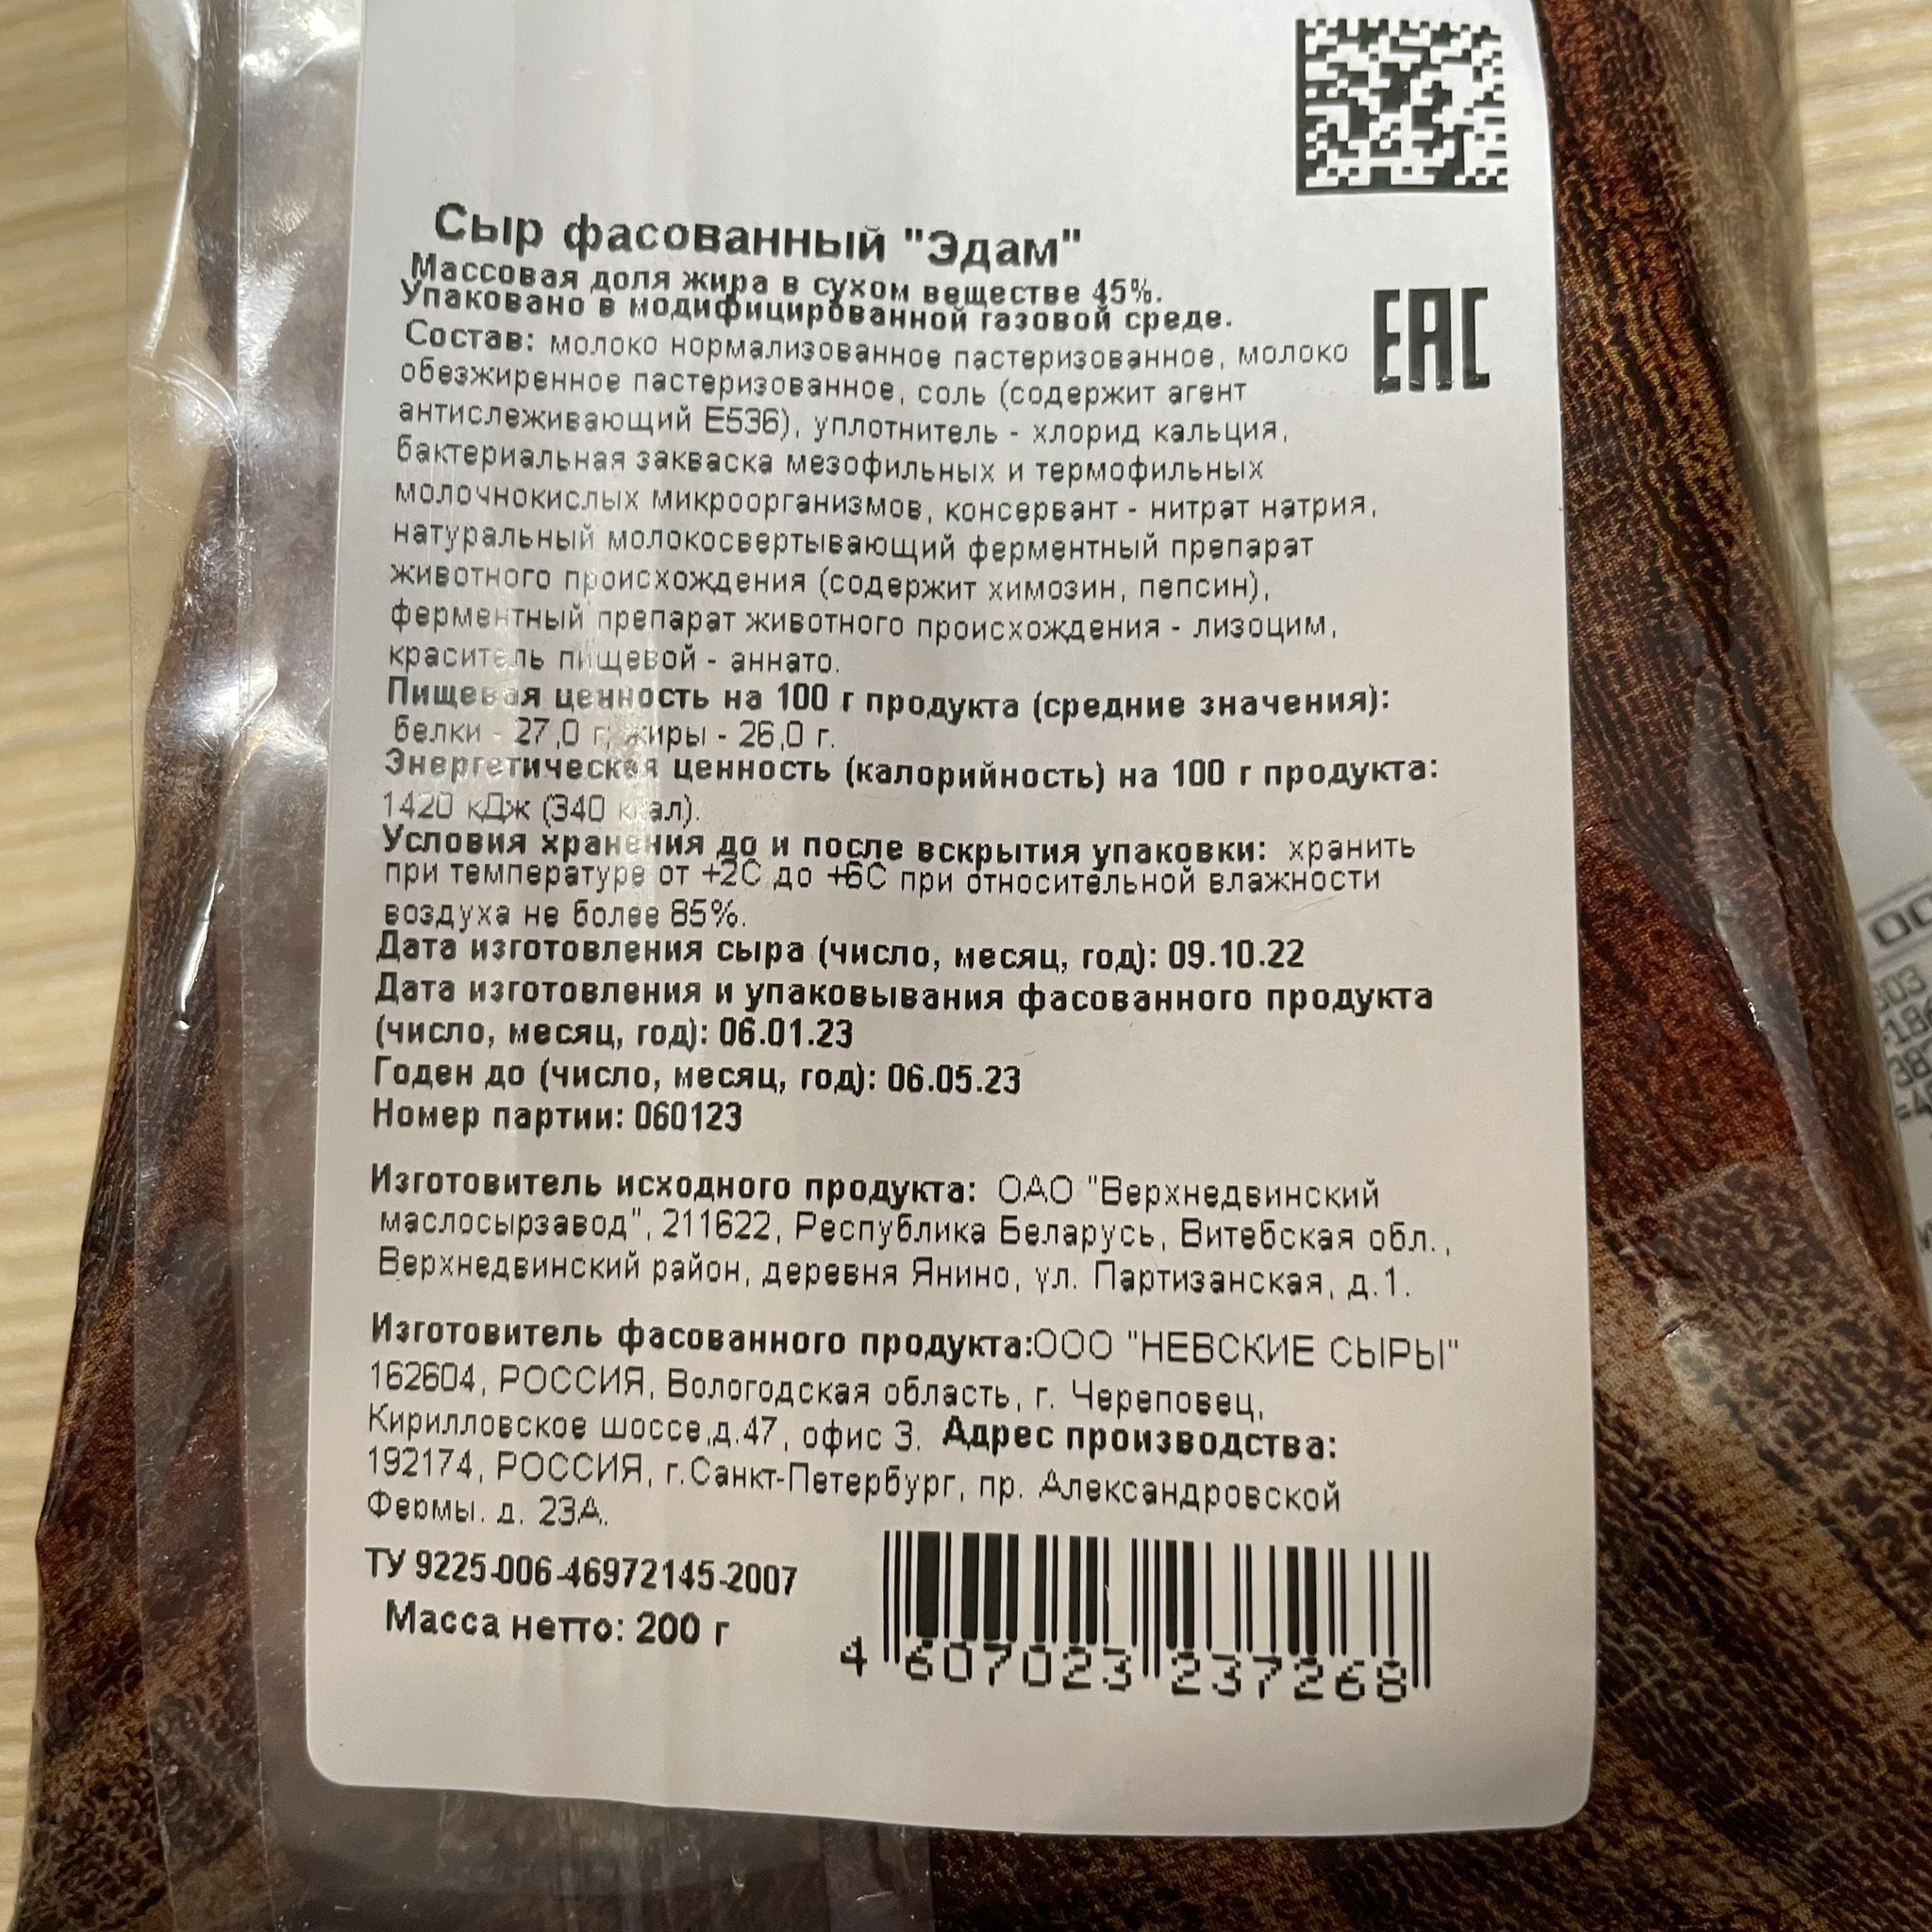 Сыр фасованный "Эдам"
Массовая доля жира в сухом веществе 45%.
Упаковано в модифицированной газовой среде.
EAC
Состав: молоко нормализованное пастеризованное, молоко
обезжиренное пастеризованное, соль (содержит агент
антислеживающий Е536), уплотнитель - хлорид кальция,
бактериальная закваска мезофильных и термофильных
молочнокислых микроорганизмов, консервант - нитрат натрия,
натуральный молокосвертывающий ферментный препарат
животного происхождения (содержит химозин, пепсин),
ферментный препарат животного происхождения - лизоцим,
краситель пищевой - аннато.
Пищевая ценность на 100 г продукта (средние значения):
белки - 27,0 г; жиры - 26,0 г.
Энергетическая ценность (калорийность) на 100 г продукта:
1420 кДж (340 ккал).
Условия хранения до и после вскрытия упаковки: хранить
при температуре от +2С до +6С при относительной влажности
воздуха не более 85%.
Дата изготовления сыра (число, месяц, год): 09.10.22
Дата изготовления и упаковывания фасованного продукта
(число, месяц, год): 06.01.23
Годен до (число, месяц, год): 06.05.23
Номер партии: 060123
Изготовитель исходного продукта: ОАО "Верхнедвинский
маслосырзавод", 211622, Республика Беларусь, Витебская обл.,
Верхнедвинский район, деревня Янино, ул. Партизанская, д.1.
Изготовитель фасованного продукта:ООО "НЕВСКИЕ СЫРЫ"
162604, РОССИЯ, Вологодская область, г. Череповец,
Кирилловское шоссе,д.47, офис 3. Адрес производства:
192174, РОССИЯ, г.Санкт-Петербург, пр. Александровской
Фермы. д. 23А.
ТУ 9225-006-46972145-2007
Масса нетто: 200 г
4 607023 237268